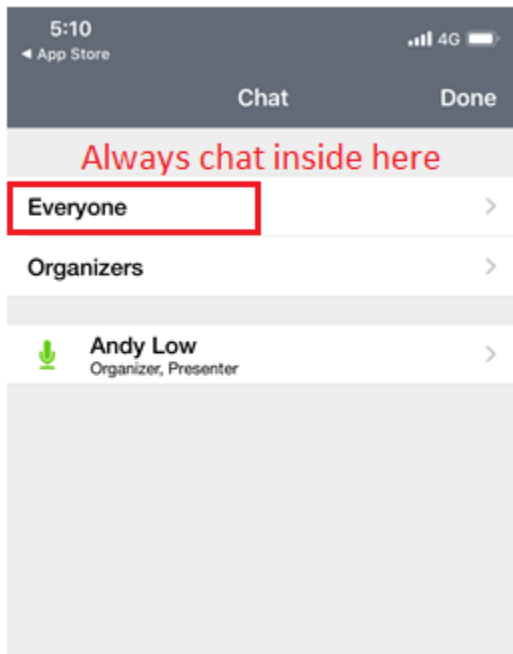 5:10
4G
◄ App Store
Chat
Done
Always chat inside here
Everyone
Organizers
Andy Low
Organizer, Presenter